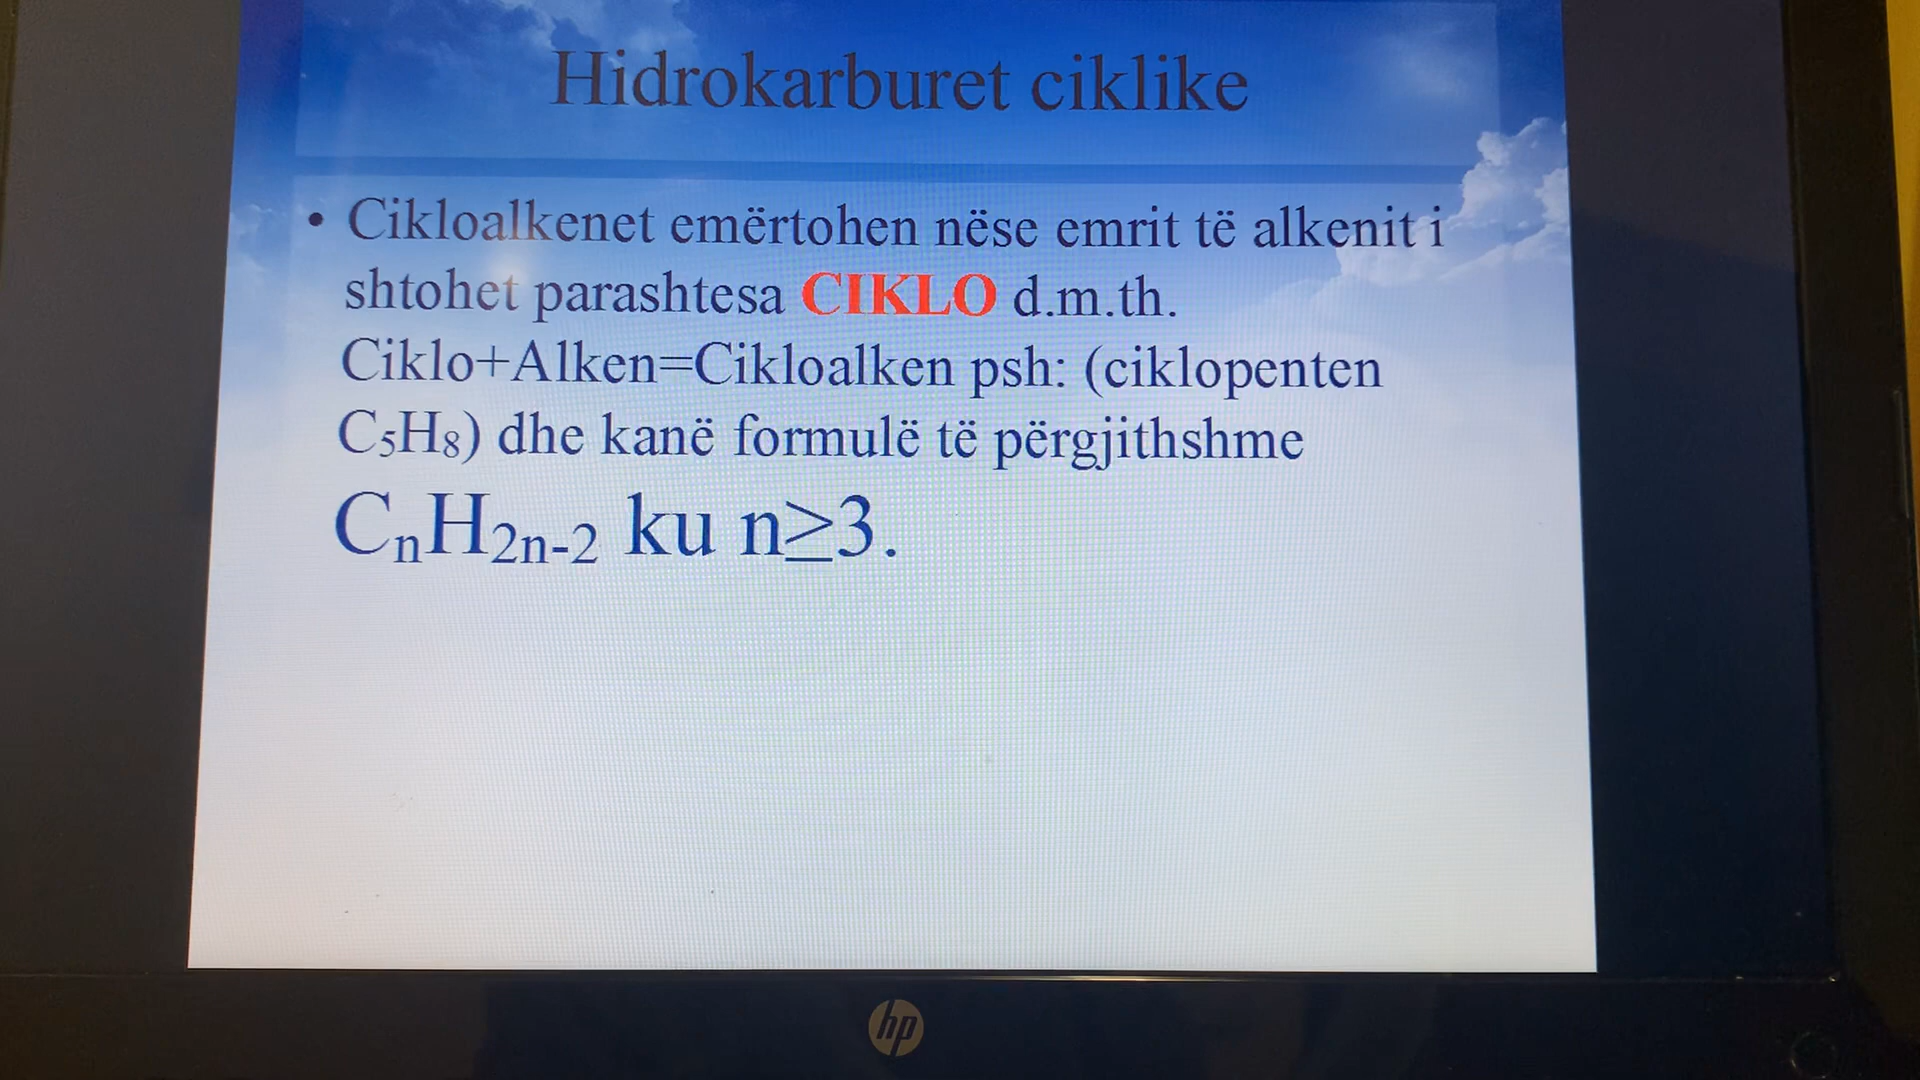 Hidrokarburet ciklike
• Cikloalkenet emërtohen nëse emrit të alkenit i
shtohet parashtesa CIKLO d.m.th.
Ciklo+Alken=Cikloalken psh: (ciklopenten
C₅H₈) dhe kanë formulë të përgjithshme
CₙH₂ₙ₋₂ ku n≥3.
hp